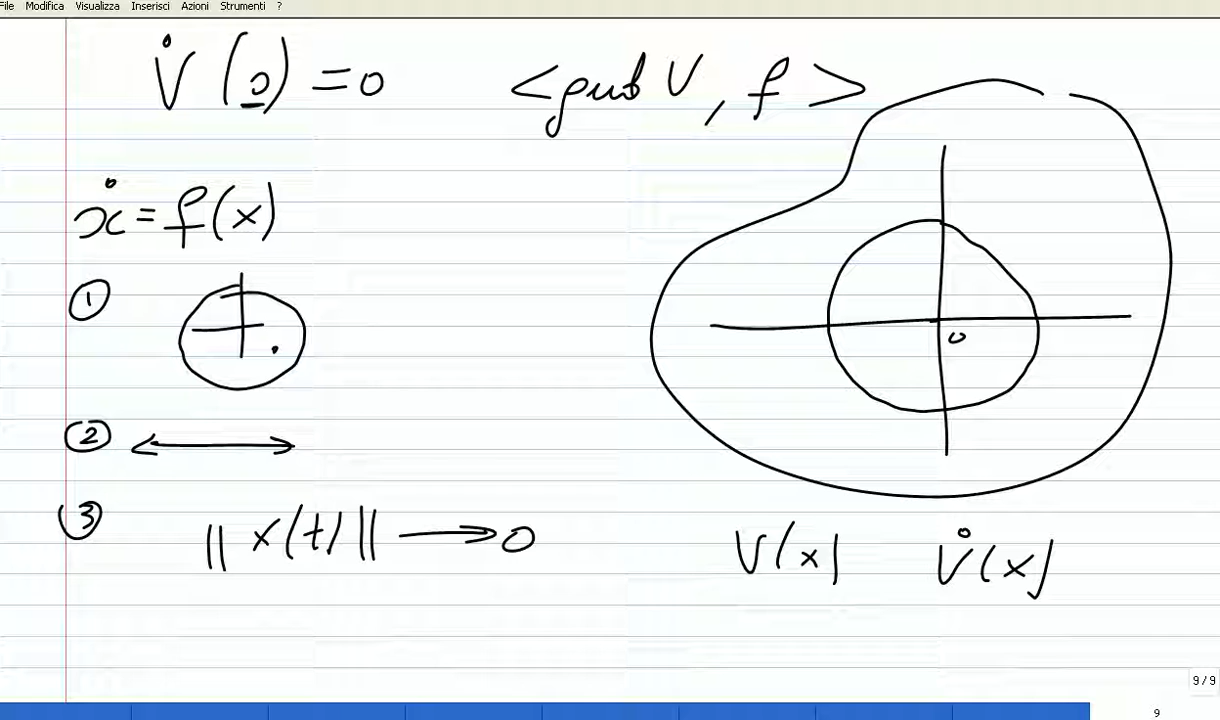 File Modifica Visualizza Inserisci Azioni Strumenti ?
V̇(0) = 0 < grad V, f >
ẋ = f(x)
①
0
②
③ ||x(t)|| → 0
V(x) V̇(x)
9 / 9
9